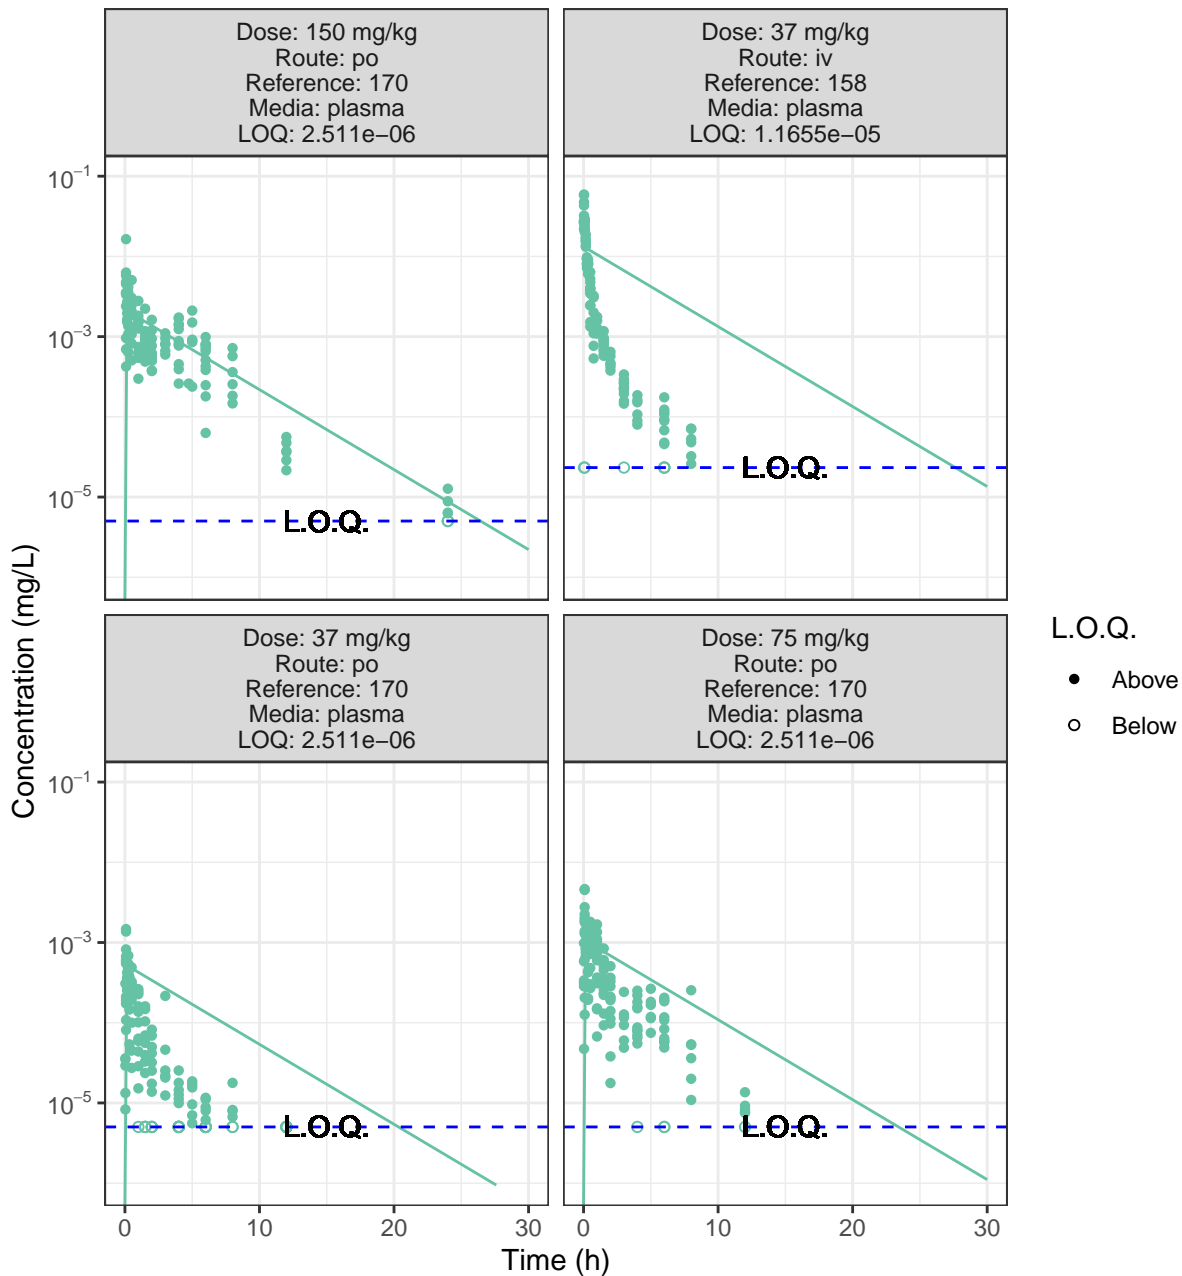 Dose: 150 mg/kg
Route: po
Reference: 170
Media: plasma
LOQ: 2.511e−06
Dose: 37 mg/kg
Route: iv
Reference: 158
Media: plasma
LOQ: 1.1655e−05
10−1
10−3
10−5
L.O.Q.
L.O.Q.
Dose: 37 mg/kg
Route: po
Reference: 170
Media: plasma
LOQ: 2.511e−06
Dose: 75 mg/kg
Route: po
Reference: 170
Media: plasma
LOQ: 2.511e−06
10−1
10−3
10−5
L.O.Q.
L.O.Q.
0 10 20 30
0 10 20 30
Time (h)
Concentration (mg/L)
L.O.Q.
Above
Below